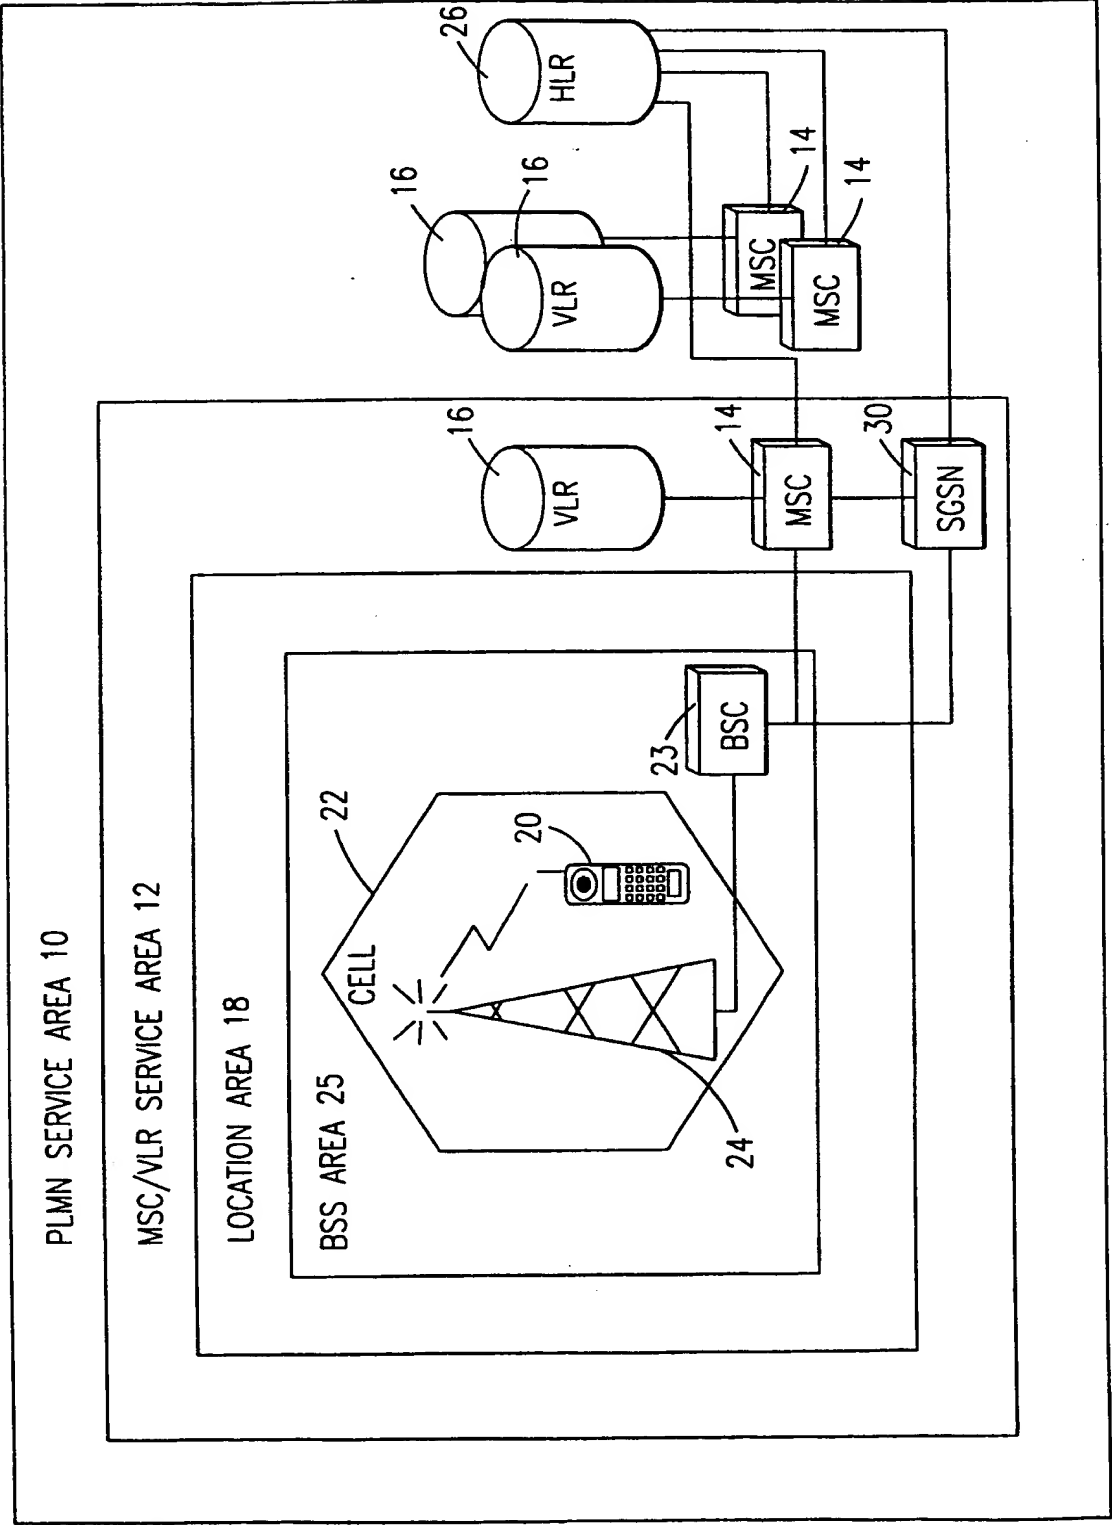 PLMN SERVICE AREA 10
MSC/VLR SERVICE AREA 12
LOCATION AREA 18
BSS AREA 25
CELL
22
20
24
23
BSC
16
VLR
14
MSC
30
SGSN
16
16
VLR
14
MSC
14
MSC
26
HLR